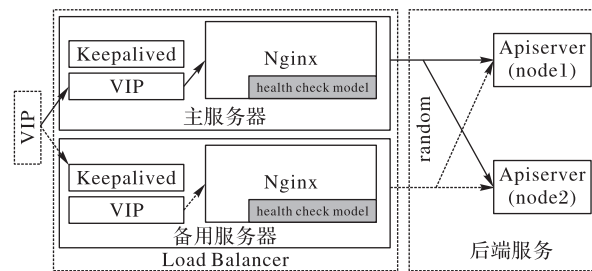 VIP
Keepalived
VIP
Nginx
health check model
主服务器
Keepalived
VIP
Nginx
health check model
备用服务器
Load Balancer
random
Apiserver
(node1)
Apiserver
(node2)
后端服务